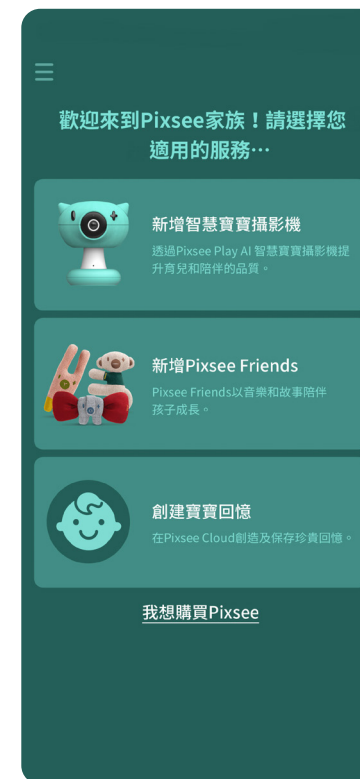 歡迎來到Pixsee家族！請選擇您
適用的服務…
新增智慧寶寶攝影機
透過Pixsee Play AI 智慧寶寶攝影機提
升育兒和陪伴的品質。
新增Pixsee Friends
Pixsee Friends以音樂和故事陪伴
孩子成長。
創建寶寶回憶
在Pixsee Cloud創造及保存珍貴回憶。
我想購買Pixsee